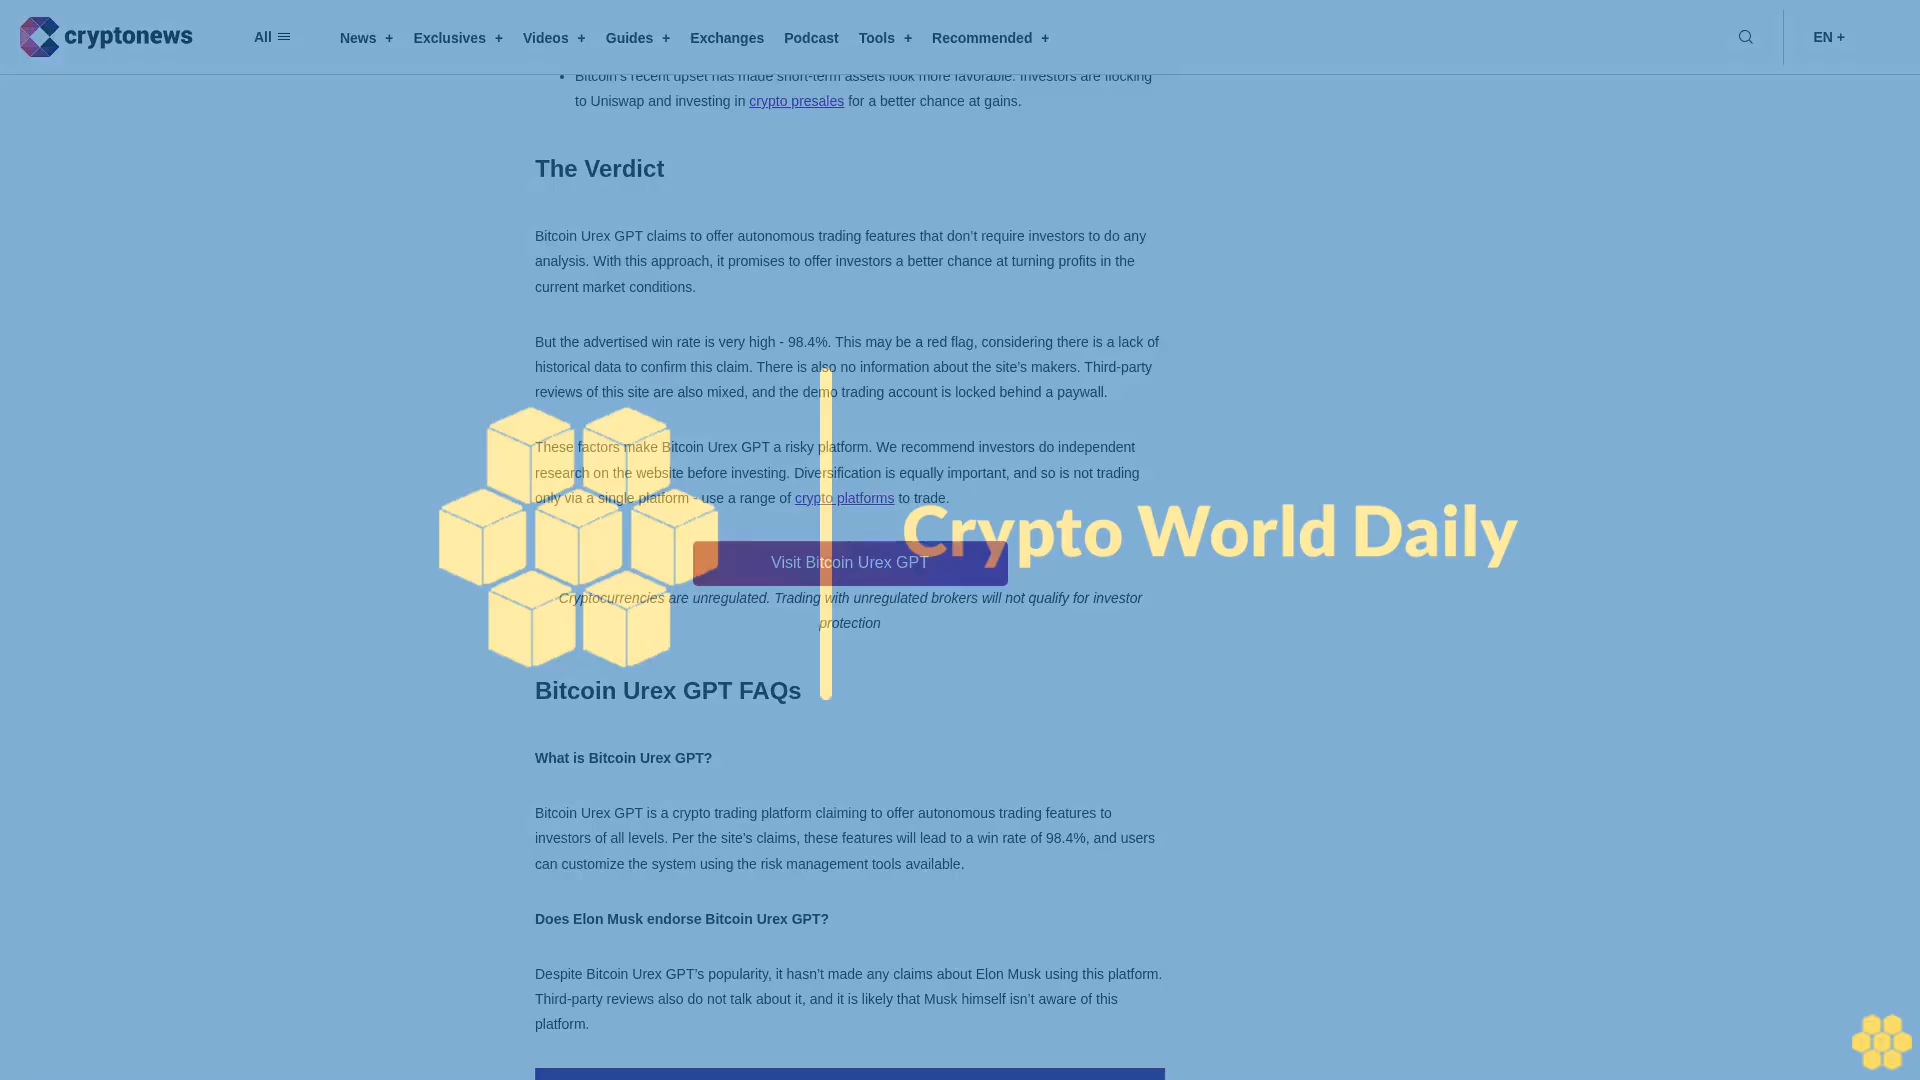 cryptonews
All
News +
Exclusives +
Videos +
Guides +
Exchanges
Podcast
Tools +
Recommended +
EN +
Bitcoin's recent upset has made short-term assets look more favorable. Investors are flocking
to Uniswap and investing in crypto presales for a better chance at gains.
The Verdict
Bitcoin Urex GPT claims to offer autonomous trading features that don’t require investors to do any
analysis. With this approach, it promises to offer investors a better chance at turning profits in the
current market conditions.
But the advertised win rate is very high - 98.4%. This may be a red flag, considering there is a lack of
historical data to confirm this claim. There is also no information about the site’s makers. Third-party
reviews of this site are also mixed, and the demo trading account is locked behind a paywall.
These factors make Bitcoin Urex GPT a risky platform. We recommend investors do independent
research on the website before investing. Diversification is equally important, and so is not trading
only via a single platform - use a range of crypto platforms to trade.
Crypto World Daily
Visit Bitcoin Urex GPT
Cryptocurrencies are unregulated. Trading with unregulated brokers will not qualify for investor
protection
Bitcoin Urex GPT FAQs
What is Bitcoin Urex GPT?
Bitcoin Urex GPT is a crypto trading platform claiming to offer autonomous trading features to
investors of all levels. Per the site’s claims, these features will lead to a win rate of 98.4%, and users
can customize the system using the risk management tools available.
Does Elon Musk endorse Bitcoin Urex GPT?
Despite Bitcoin Urex GPT’s popularity, it hasn’t made any claims about Elon Musk using this platform.
Third-party reviews also do not talk about it, and it is likely that Musk himself isn’t aware of this
platform.